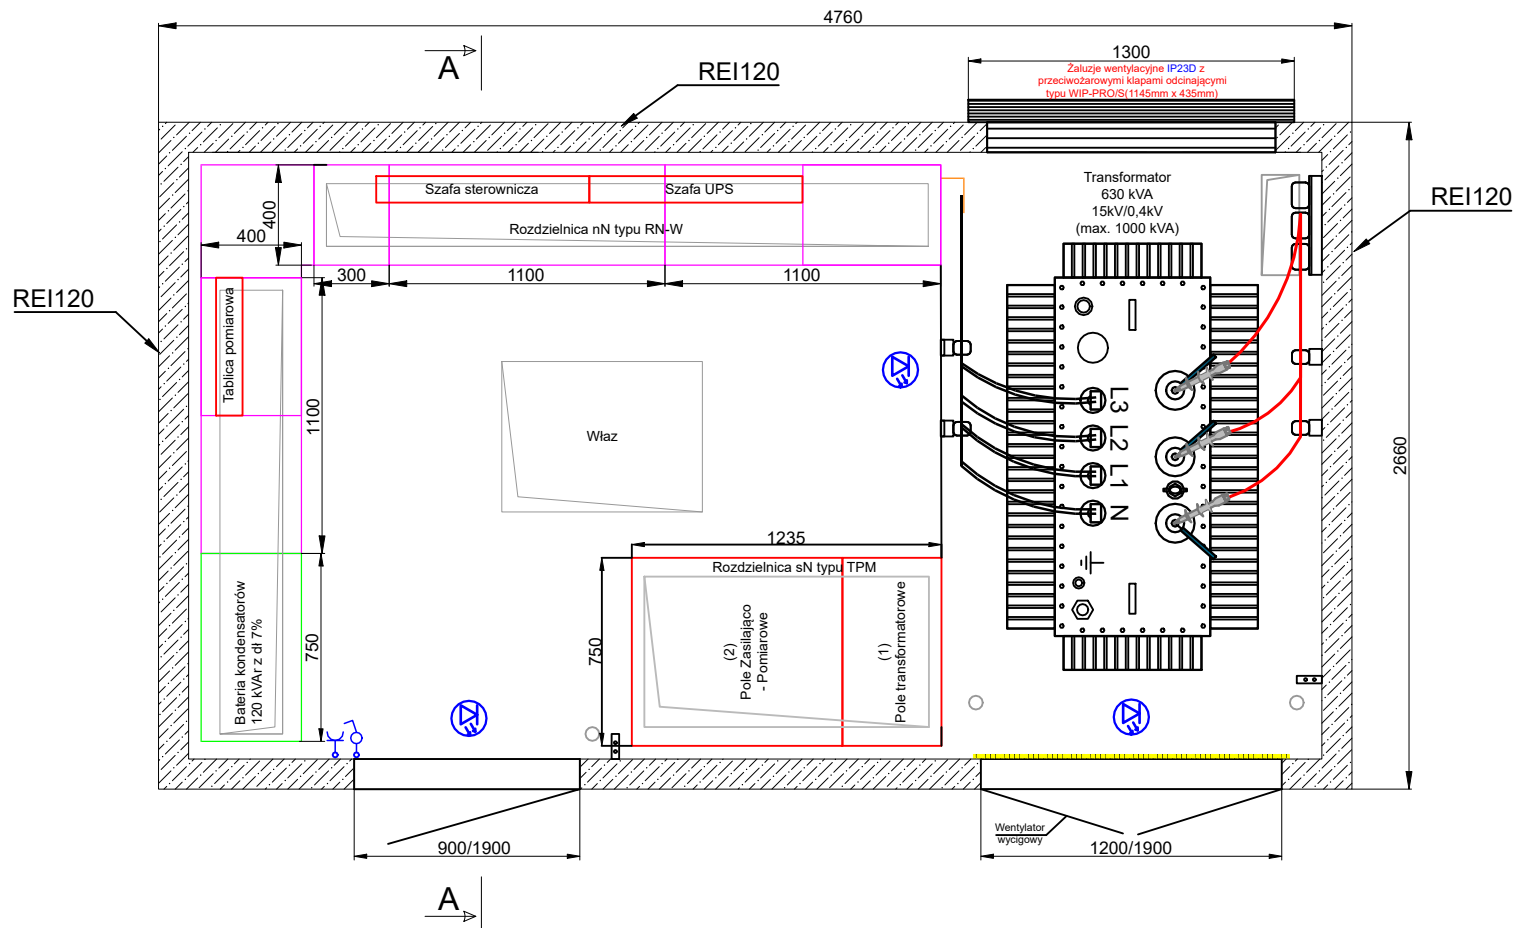 4760
A
REI120
1300
Żaluzje wentylacyjne IP23D z
przeciwożarowymi klapami odcinającymi
typu WIP-PRO/S(1145mm x 435mm)
Szafa sterownicza
Szafa UPS
Rozdzielnica nN typu RN-W
400
400
300
1100
1100
Transformator
630 kVA
15kV/0,4kV
(max. 1000 kVA)
REI120
REI120
Tablica pomiarowa
1100
Właz
L3
L2
L1
N
2660
1235
Rozdzielnica sN typu TPM
750
(2)
Pole Zasilająco
- Pomiarowe
(1)
Pole transformatorowe
Bateria kondensatorów
120 kVAr z dł 7%
750
Wentylator
wycigowy
900/1900
1200/1900
A